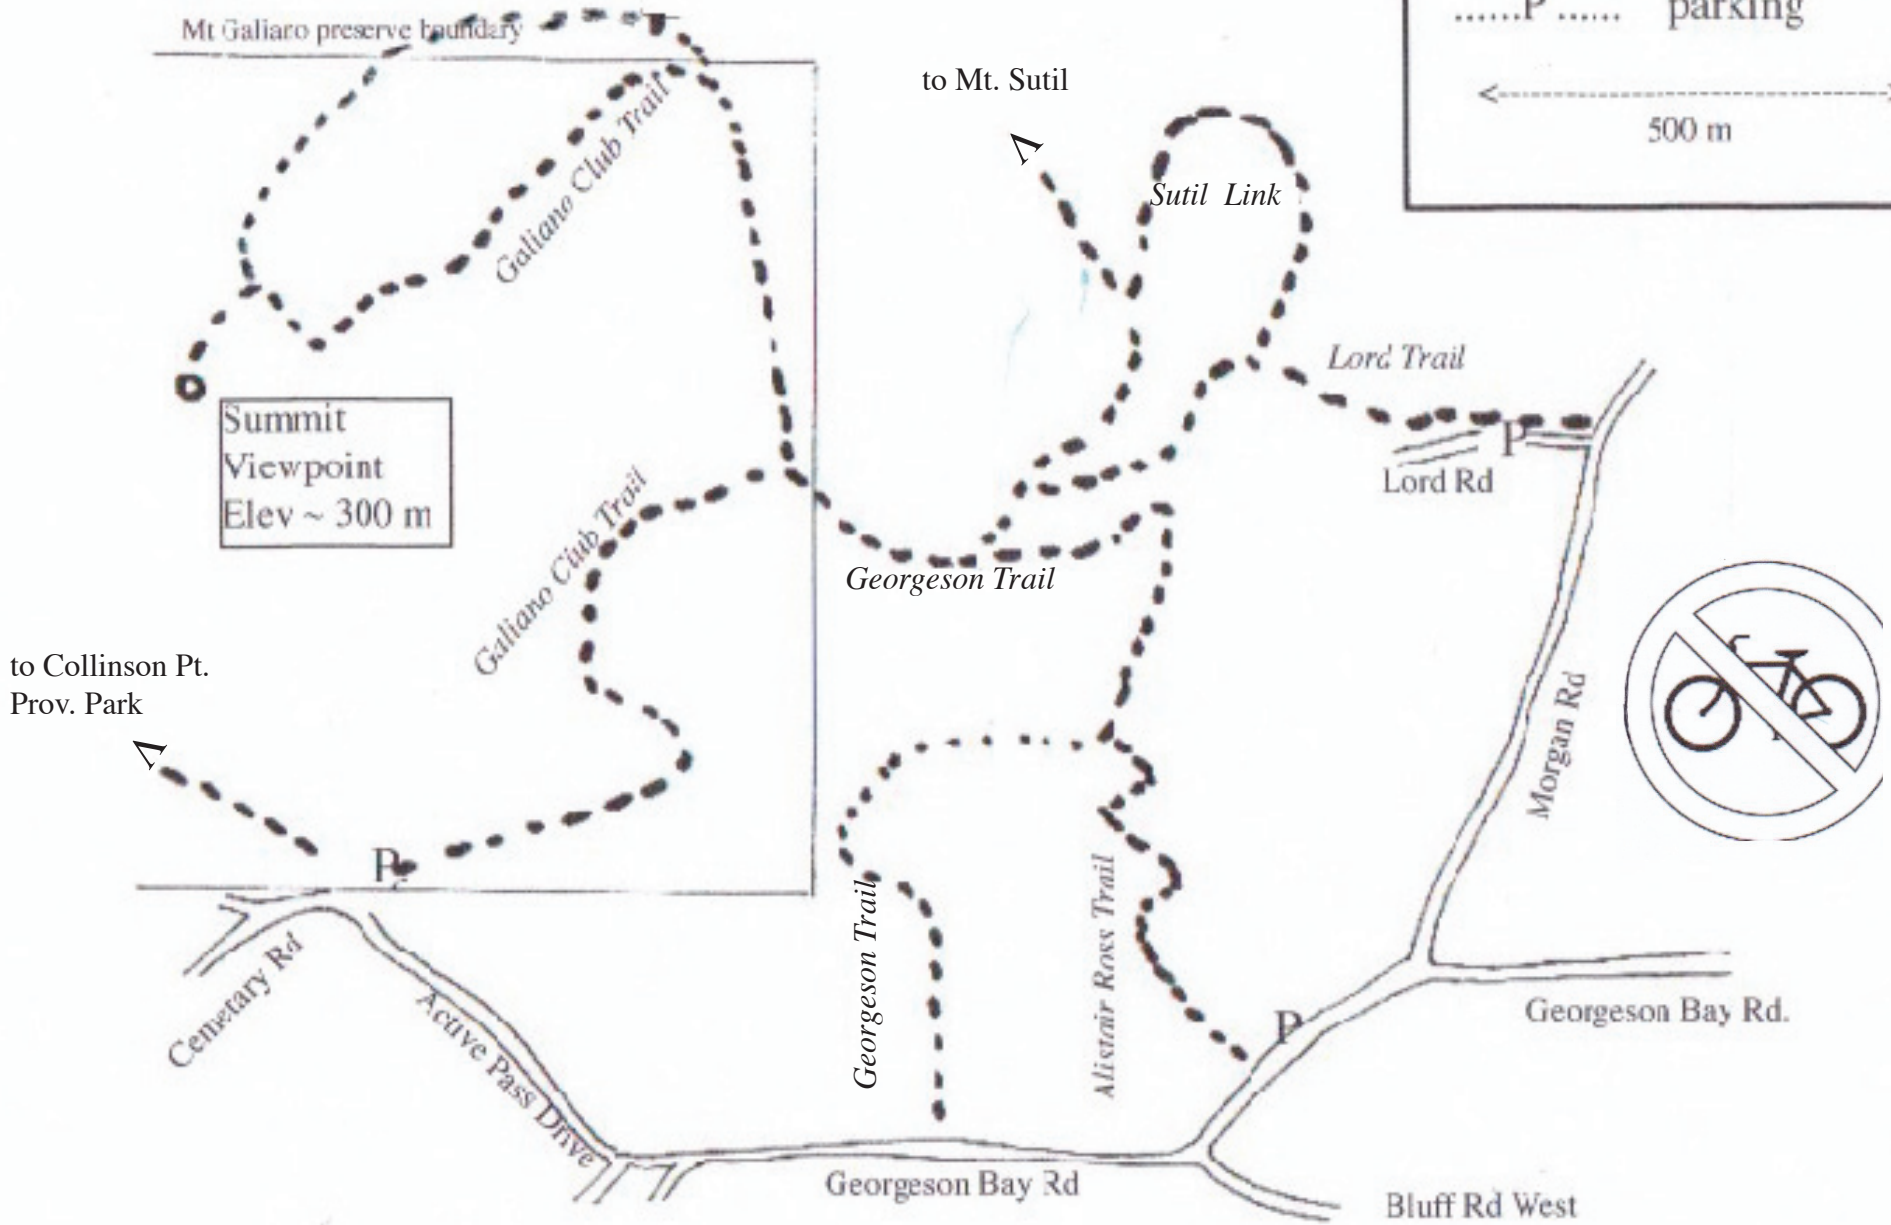 ......P...... parking
500 m
Mt Galiaro preserve boundary
to Mt. Sutil
Sutil Link
Galiano Club Trail
Lord Trail
Summit
Viewpoint
Elev ~ 300 m
P
Lord Rd
Galiano Club Trail
Georgeson Trail
to Collinson Pt.
Prov. Park
Morgan Rd
P
Georgeson Trail
Alistair Ross Trail
Cemetary Rd
Active Pass Drive
P
Georgeson Bay Rd.
Georgeson Bay Rd
Bluff Rd West